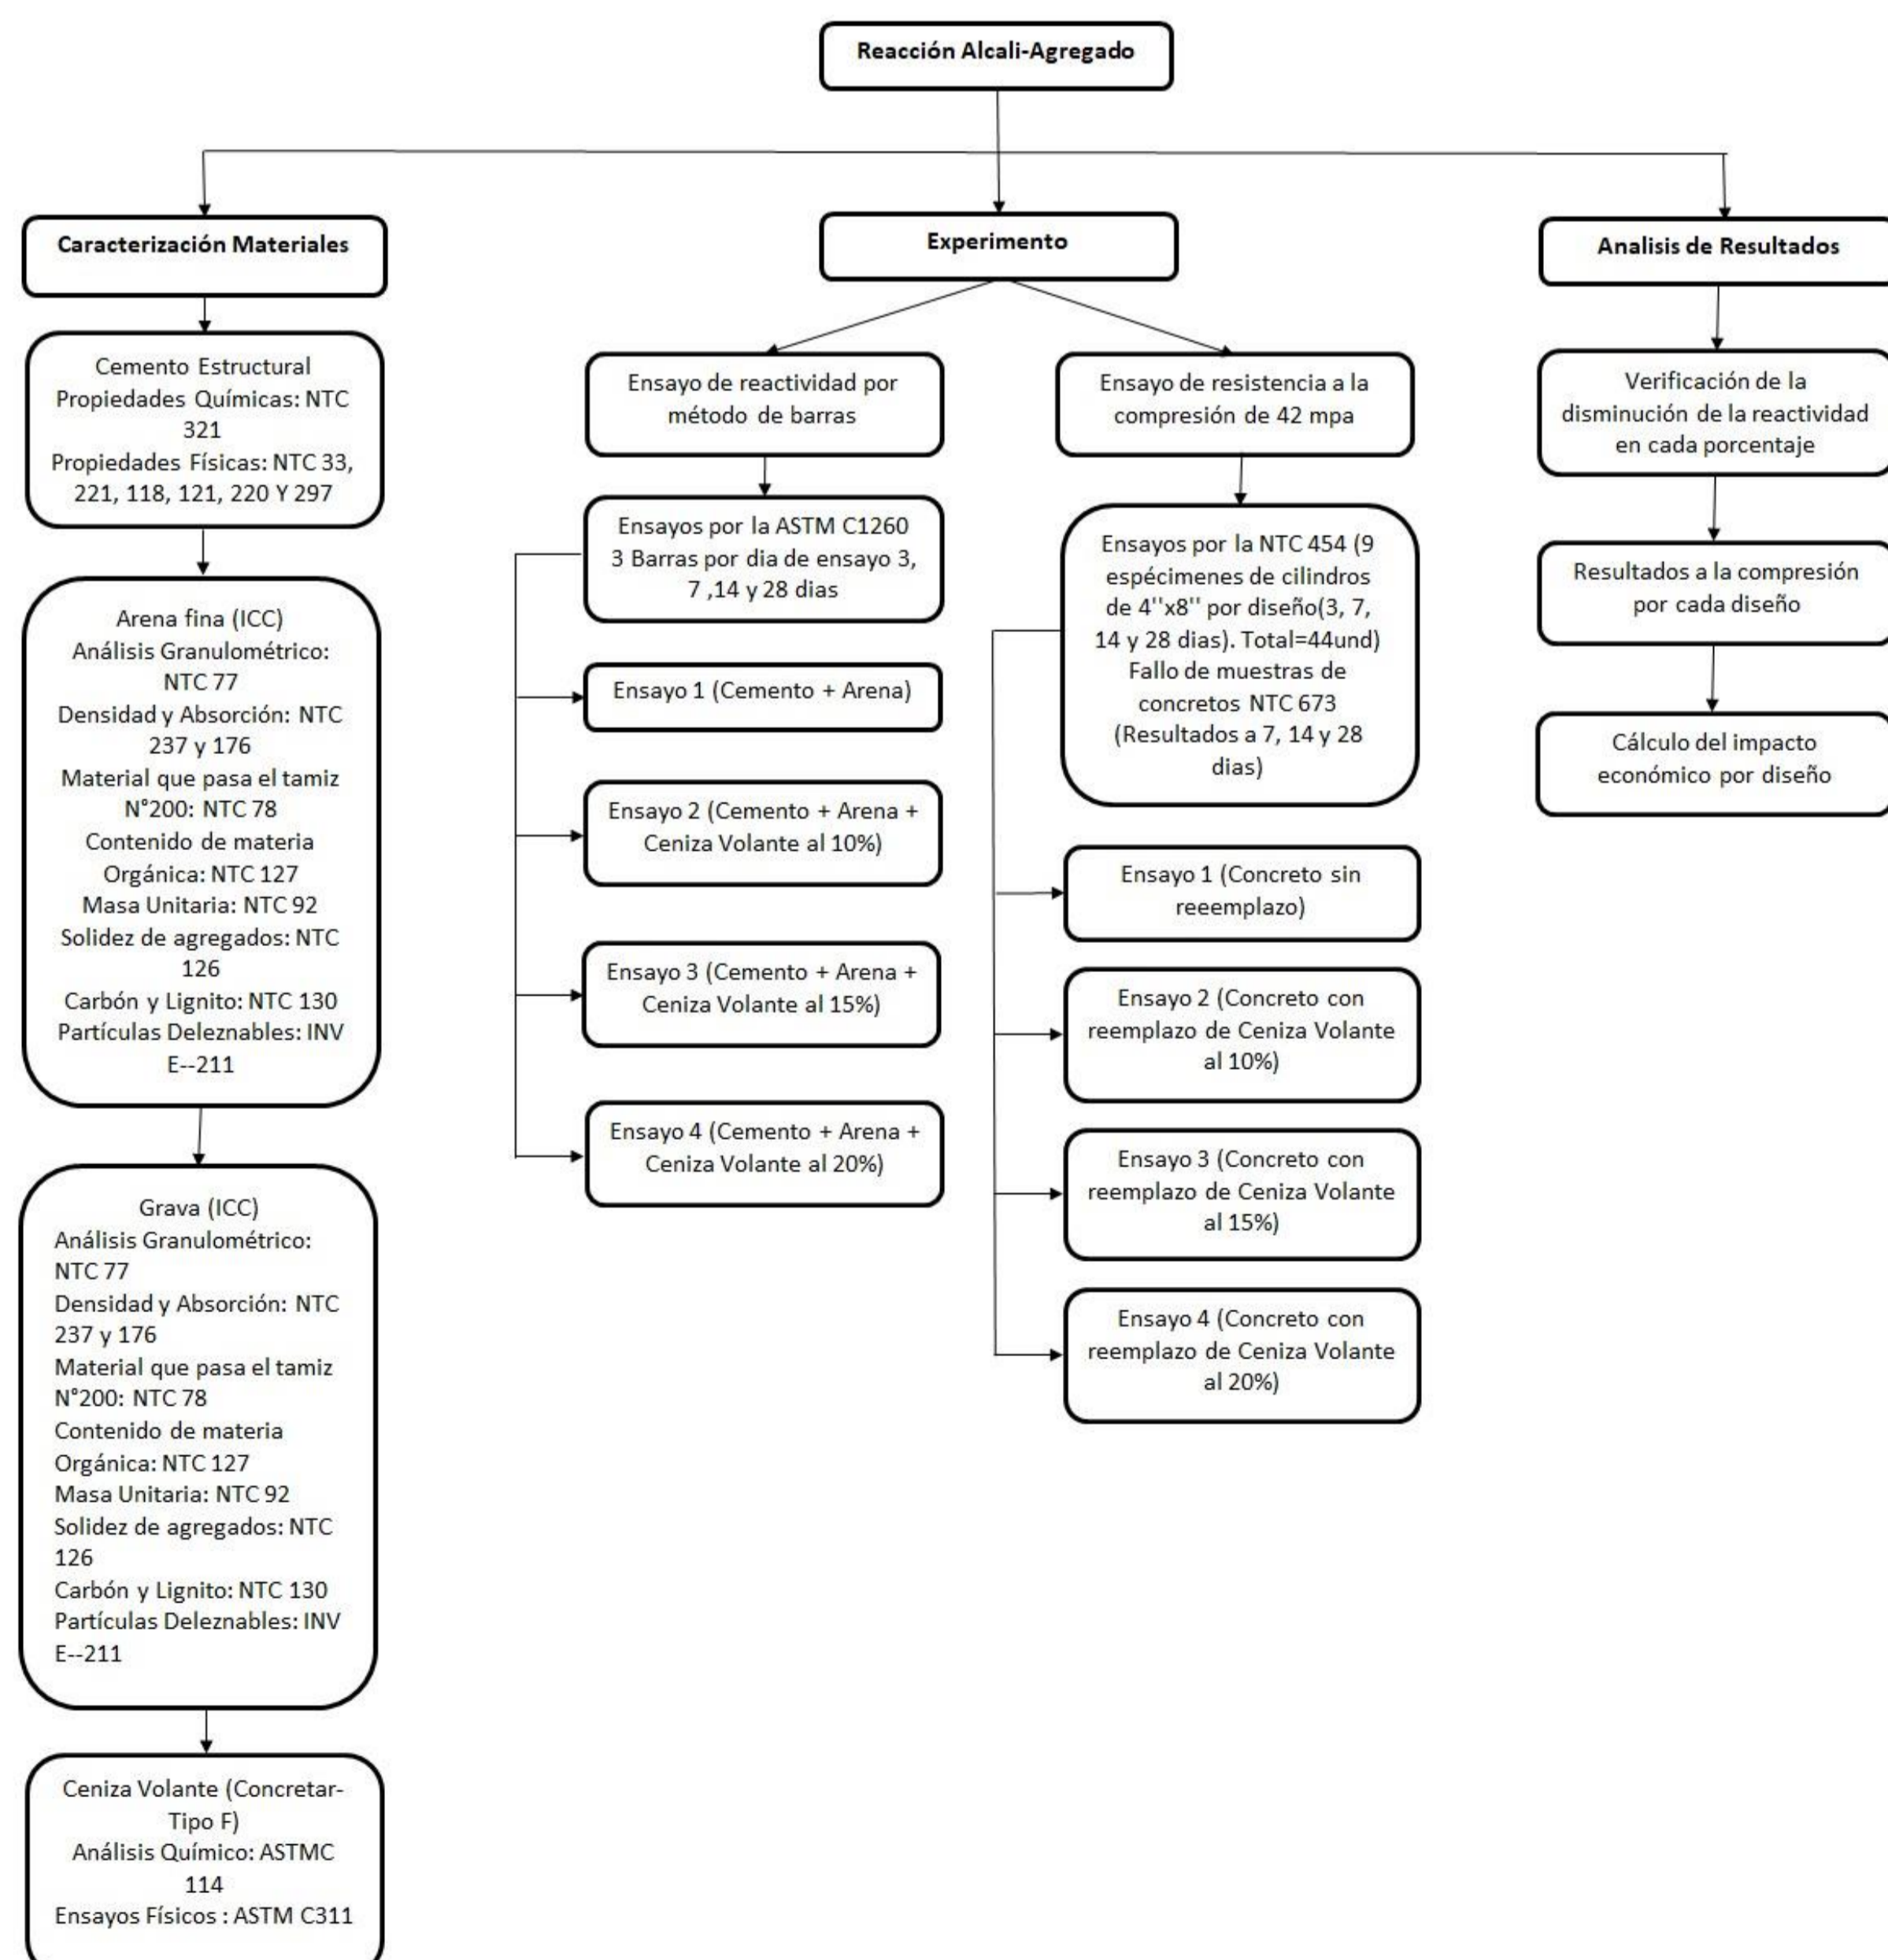 Reacción Alcali-Agregado
Caracterización Materiales
Cemento Estructural
Propiedades Químicas: NTC
321
Propiedades Físicas: NTC 33,
221, 118, 121, 220 Y 297
Arena fina (ICC)
Análisis Granulométrico:
NTC 77
Densidad y Absorción: NTC
237 y 176
Material que pasa el tamiz
N°200: NTC 78
Contenido de materia
Orgánica: NTC 127
Masa Unitaria: NTC 92
Solidez de agregados: NTC
126
Carbón y Lignito: NTC 130
Partículas Deleznables: INV
E--211
Grava (ICC)
Análisis Granulométrico:
NTC 77
Densidad y Absorción: NTC
237 y 176
Material que pasa el tamiz
N°200: NTC 78
Contenido de materia
Orgánica: NTC 127
Masa Unitaria: NTC 92
Solidez de agregados: NTC
126
Carbón y Lignito: NTC 130
Partículas Deleznables: INV
E--211
Ceniza Volante (Concretar-
Tipo F)
Análisis Químico: ASTMC
114
Ensayos Físicos : ASTM C311
Experimento
Ensayo de reactividad por
método de barras
Ensayos por la ASTM C1260
3 Barras por dia de ensayo 3,
7 ,14 y 28 dias
Ensayo 1 (Cemento + Arena)
Ensayo 2 (Cemento + Arena +
Ceniza Volante al 10%)
Ensayo 3 (Cemento + Arena +
Ceniza Volante al 15%)
Ensayo 4 (Cemento + Arena +
Ceniza Volante al 20%)
Ensayo de resistencia a la
compresión de 42 mpa
Ensayos por la NTC 454 (9
espécimenes de cilindros
de 4''x8'' por diseño(3, 7,
14 y 28 dias). Total=44und)
Fallo de muestras de
concretos NTC 673
(Resultados a 7, 14 y 28
dias)
Ensayo 1 (Concreto sin
reeemplazo)
Ensayo 2 (Concreto con
reemplazo de Ceniza Volante
al 10%)
Ensayo 3 (Concreto con
reemplazo de Ceniza Volante
al 15%)
Ensayo 4 (Concreto con
reemplazo de Ceniza Volante
al 20%)
Analisis de Resultados
Verificación de la
disminución de la reactividad
en cada porcentaje
Resultados a la compresión
por cada diseño
Cálculo del impacto
económico por diseño